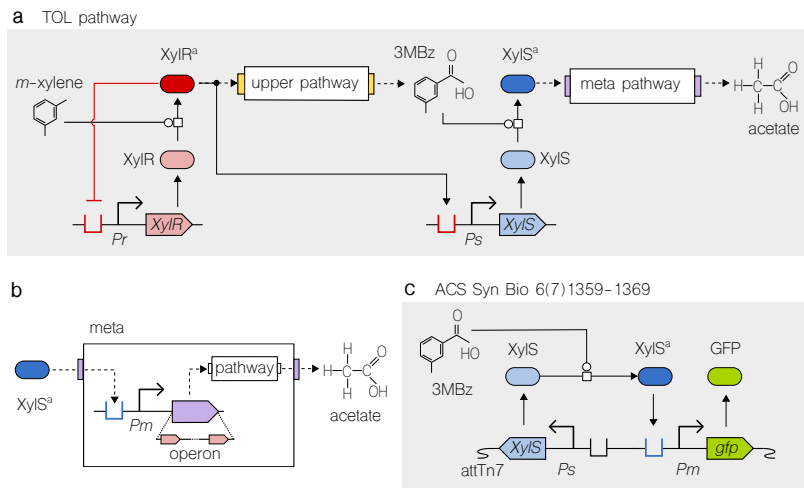 a TOL pathway
XylRᵃ
3MBz
XylSᵃ
m-xylene
upper pathway
O
HO
meta pathway
H
H
C
C
O
H
OH
acetate
XylR
XylS
Pr
XylR
Ps
XylS
b
meta
XylSᵃ
pathway
H
H
C
C
O
H
OH
acetate
Pm
operon
c ACS Syn Bio 6(7)1359–1369
O
HO
3MBz
XylS
XylSᵃ
GFP
attTn7
XylS
Ps
Pm
gfp